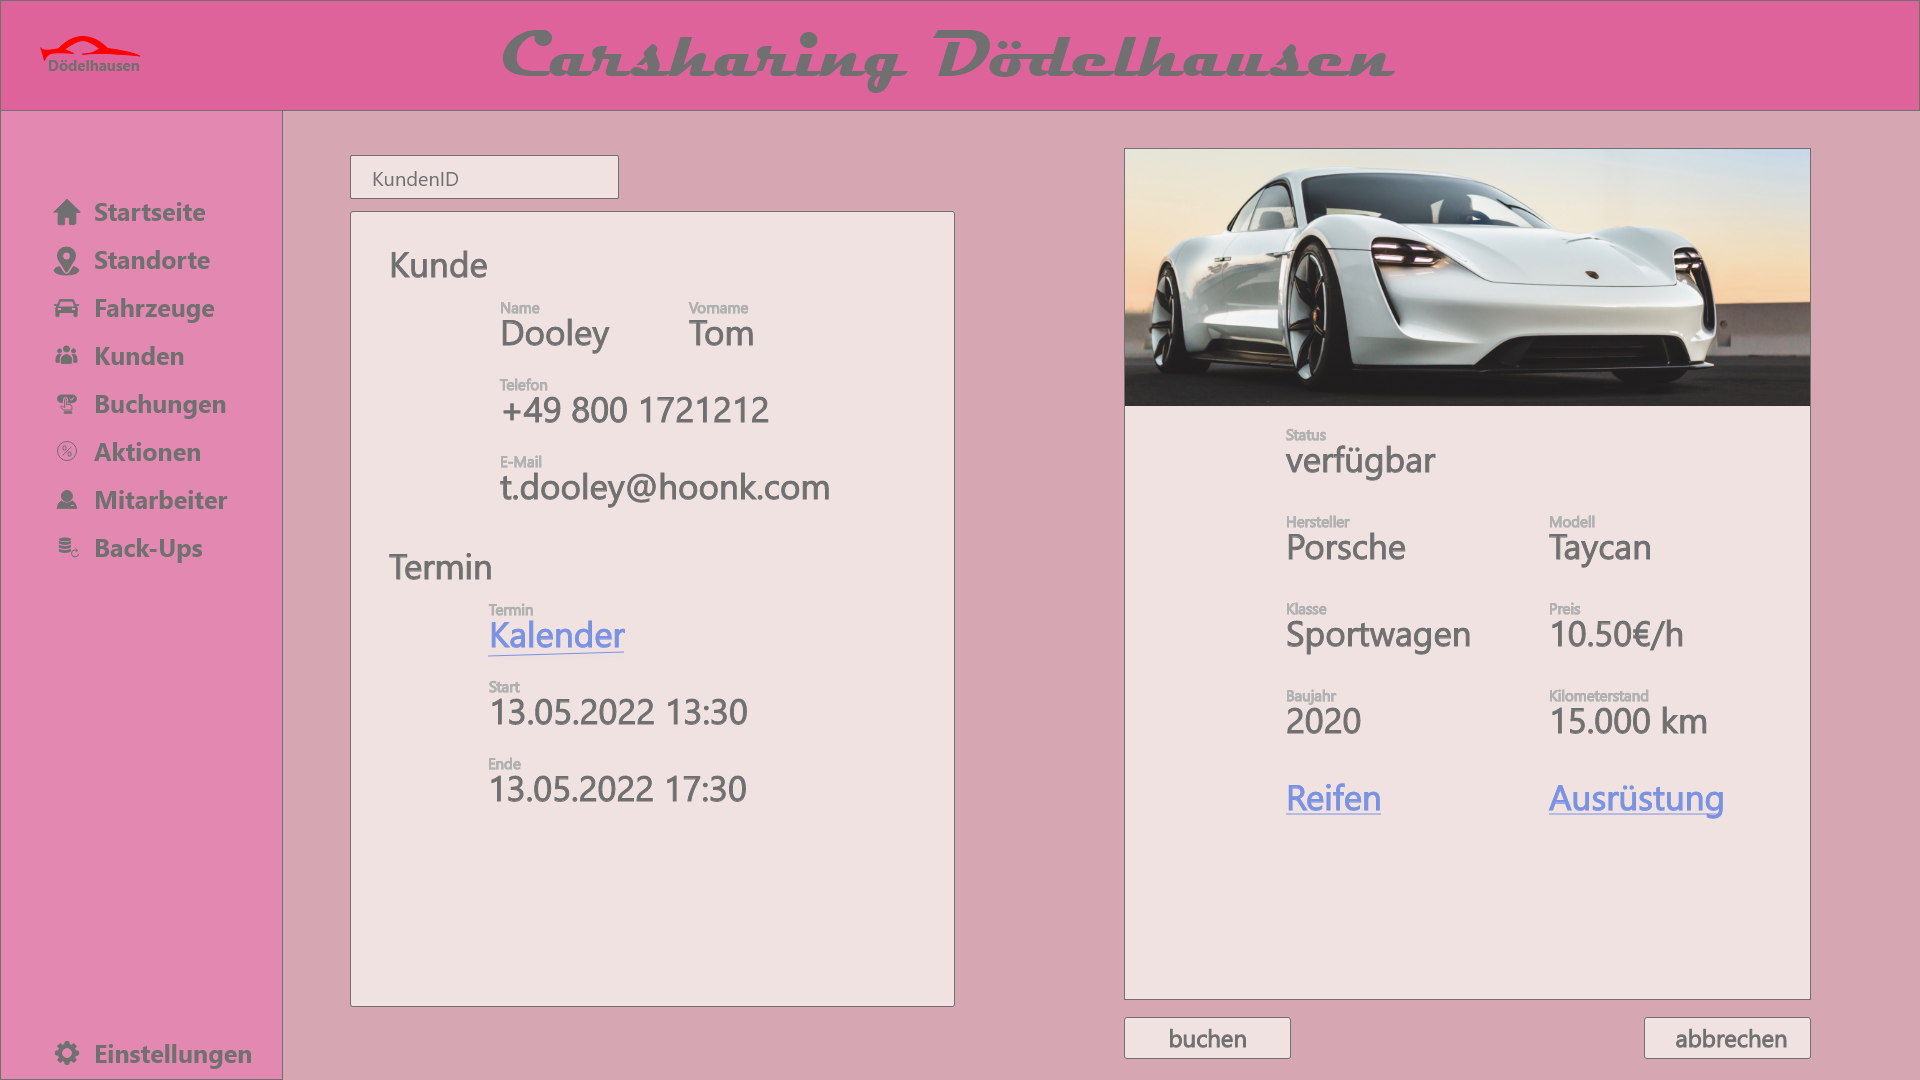 Dödelhausen
Carsharing Dödelhausen
Startseite
Standorte
Fahrzeuge
Kunden
Buchungen
Aktionen
Mitarbeiter
Back-Ups
Einstellungen
KundenID
Kunde
Name Vorname
Dooley Tom
Telefon
+49 800 1721212
E-Mail
t.dooley@hoonk.com
Termin
Termin
Kalender
Start
13.05.2022 13:30
Ende
13.05.2022 17:30
Status
verfügbar
Hersteller Modell
Porsche Taycan
Klasse Preis
Sportwagen 10.50€/h
Baujahr Kilometerstand
2020 15.000 km
Reifen Ausrüstung
buchen abbrechen